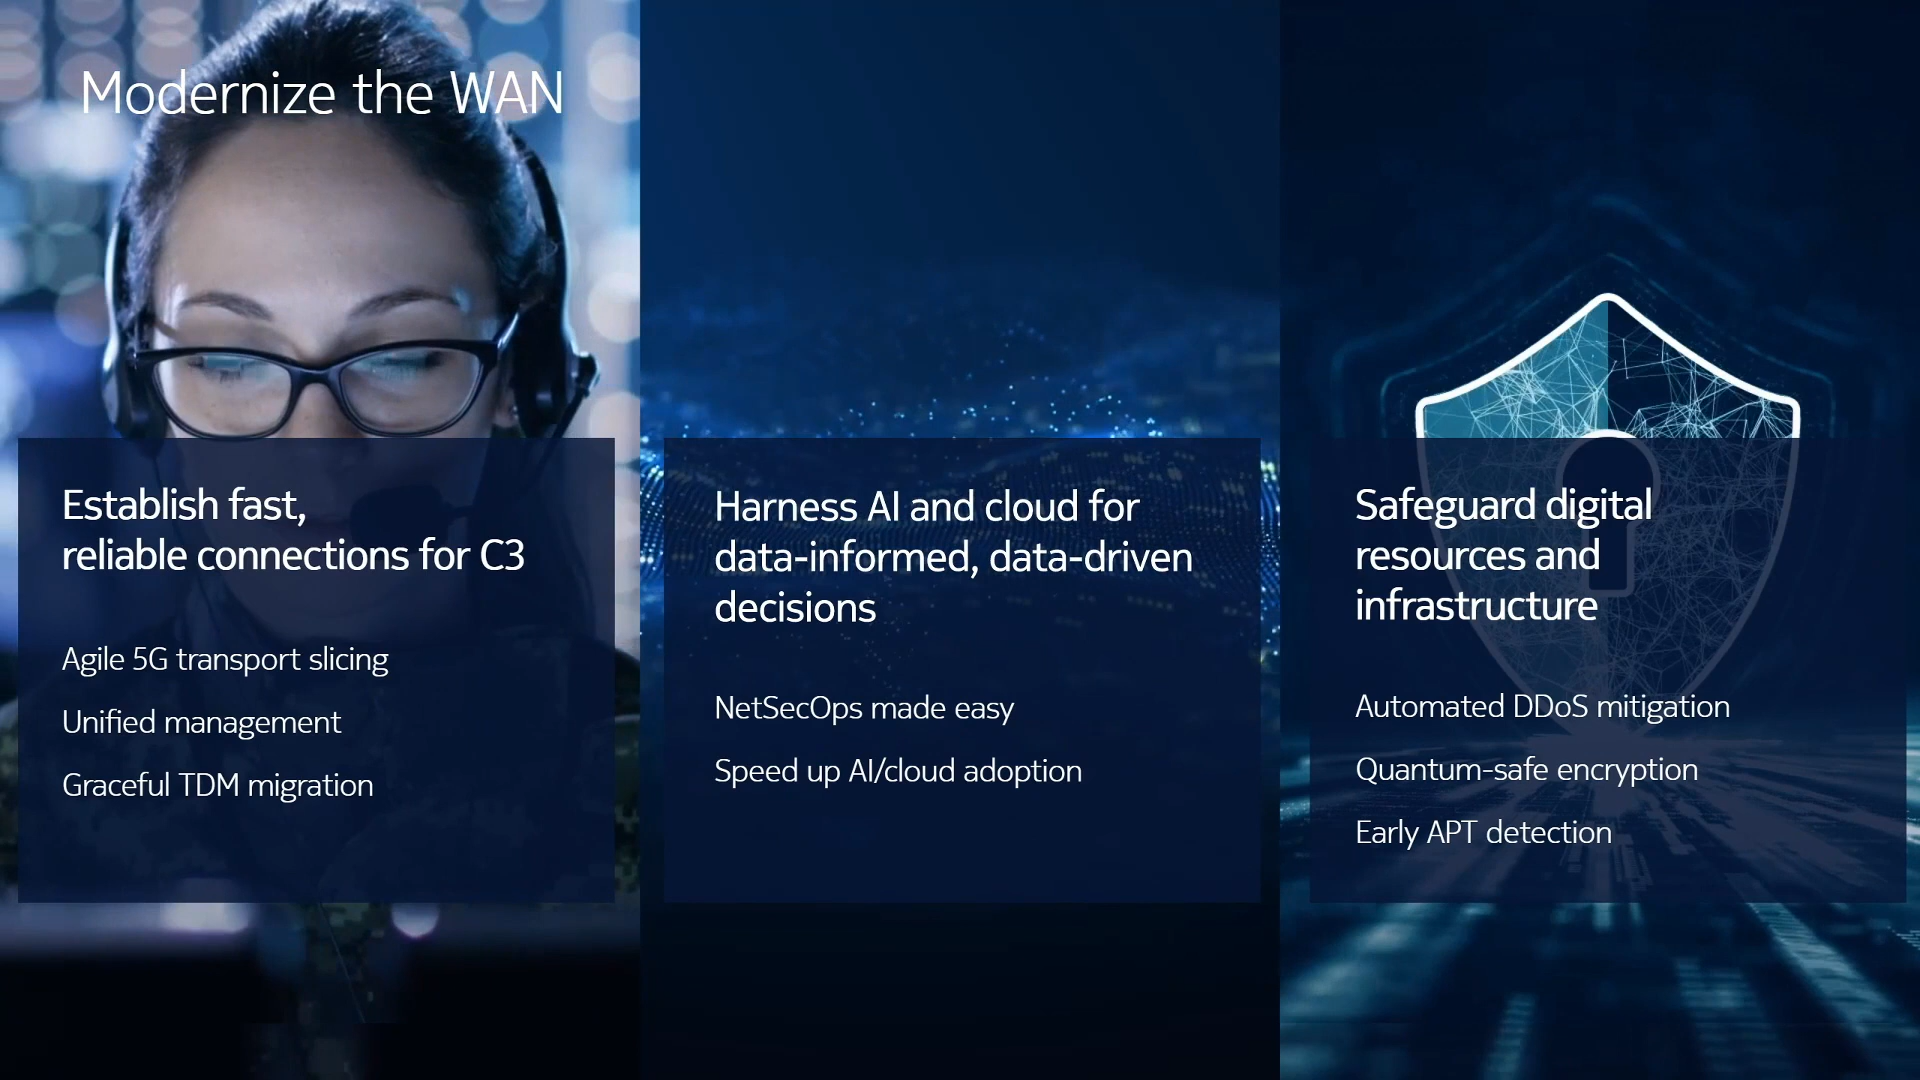 Modernize the WAN
Establish fast,
reliable connections for C3
Agile 5G transport slicing
Unified management
Graceful TDM migration
Harness AI and cloud for
data-informed, data-driven
decisions
NetSecOps made easy
Speed up AI/cloud adoption
Safeguard digital
resources and
infrastructure
Automated DDoS mitigation
Quantum-safe encryption
Early APT detection